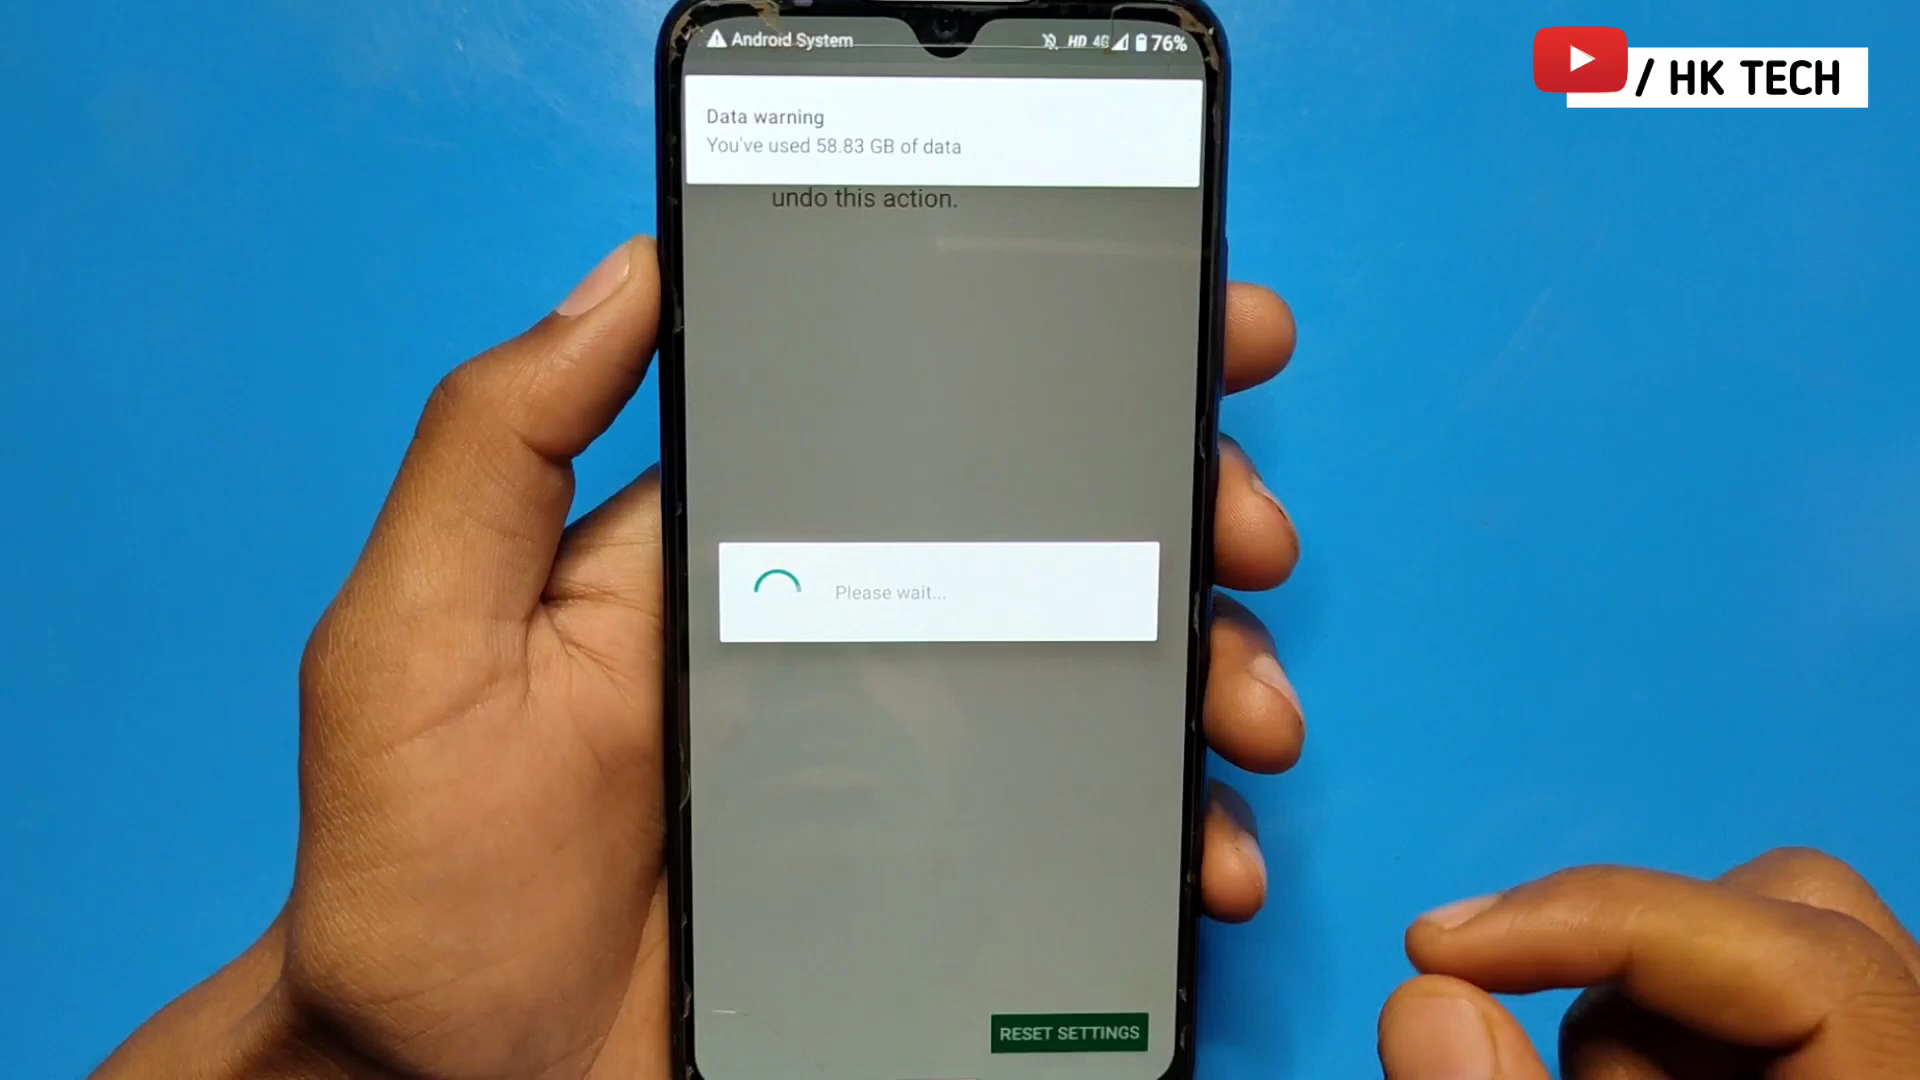 Android System
HD 4G 76%
/ HK TECH
Data warning
You've used 58.83 GB of data
undo this action.
Please wait...
RESET SETTINGS